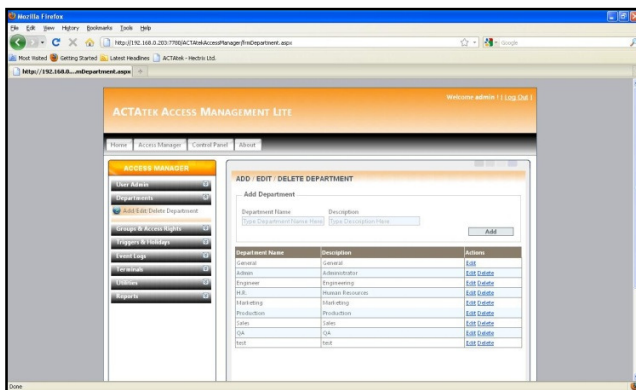 Mozilla Firefox
File Edit View History Bookmarks Tools Help
http://192.168.0.203:7780/ACTAtekAccessManager/frmDepartment.aspx
Google
Most Visited Getting Started Latest Headlines ACTAtek - Hectrix Ltd.
http://192.168.0....mDepartment.aspx
Welcome admin ! ( Log Out )
ACTATEK ACCESS MANAGEMENT LITE
Home Access Manager Control Panel About
ACCESS MANAGER
User Admin
Departments
Add/Edit/Delete Department
Groups & Access Rights
Triggers & Holidays
Event Logs
Terminals
Utilities
Reports
ADD / EDIT / DELETE DEPARTMENT
Add Department
Department Name Description
Type Department Name Here Type Description Here
Add
Department Name Description Actions
General General Edit
Admin Administrator Edit Delete
Engineer Engineering Edit Delete
H.R. Human Resources Edit Delete
Marketing Marketing Edit Delete
Production Production Edit Delete
Sales Sales Edit Delete
QA QA Edit Delete
test test Edit Delete
Done